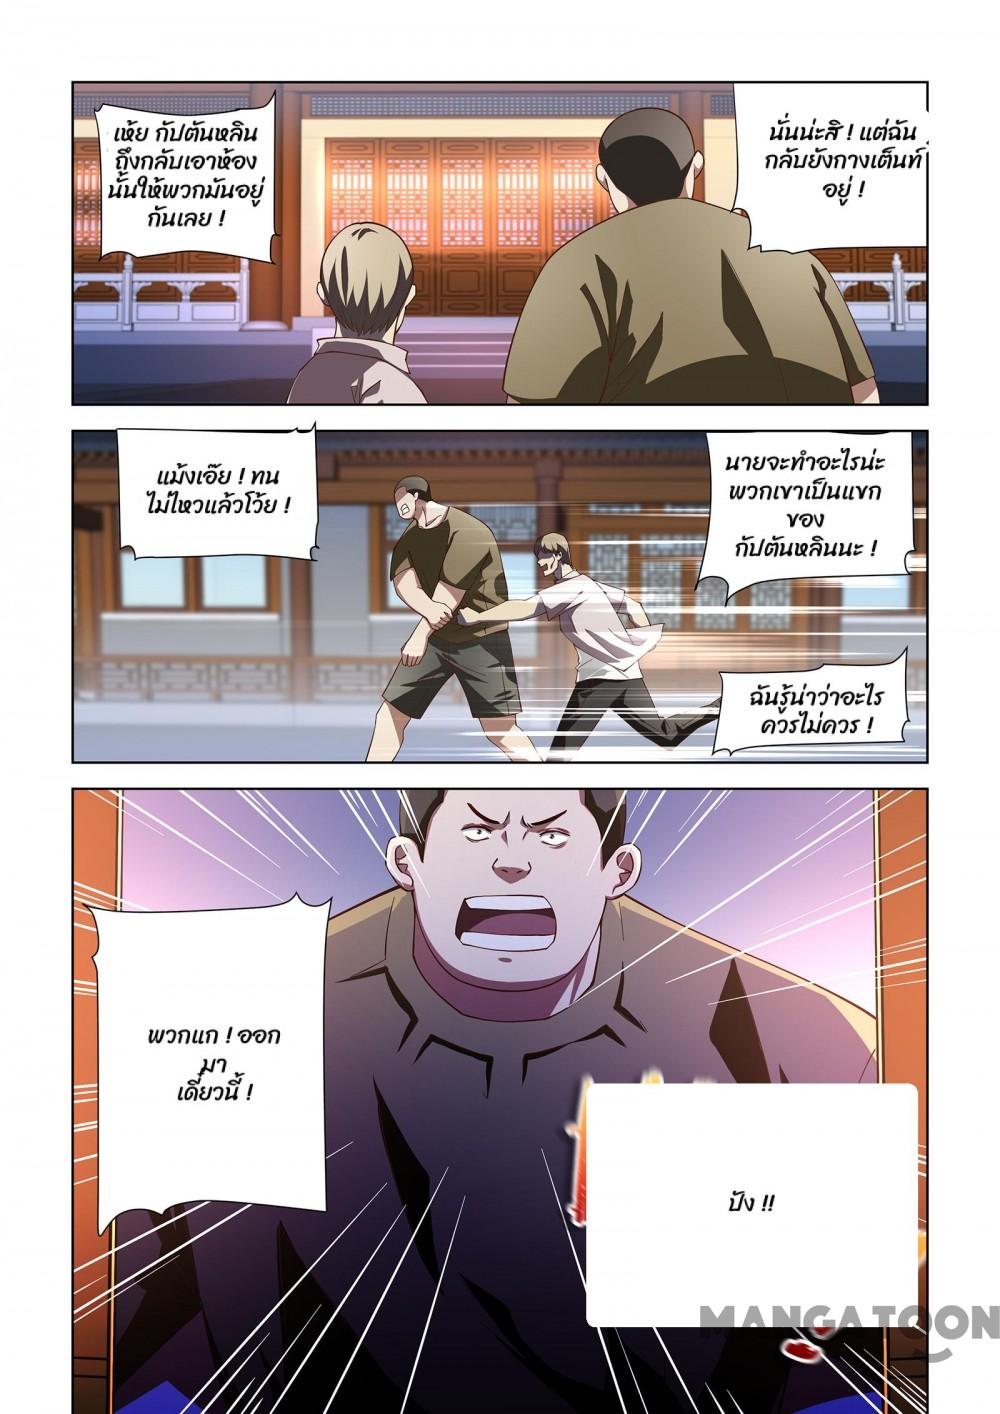 เห้ย กัปตันหลิน
ถึงกลับเอาห้อง
นั้นให้พวกมันอยู่
กันเลย !
นั่นน่ะสิ ! แต่ฉัน
กลับยังกางเต็นท์
อยู่ !
แม้งเอ๊ย ! ทน
ไม่ไหวแล้วโว้ย !
นายจะทำอะไรน่ะ
พวกเขาเป็นแขก
ของ
กัปตันหลินนะ !
ฉันรู้น่าว่าอะไร
ควรไม่ควร !
พวกแก ! ออก
มา
เดี๋ยวนี้ !
ปัง !!
MANGATOON